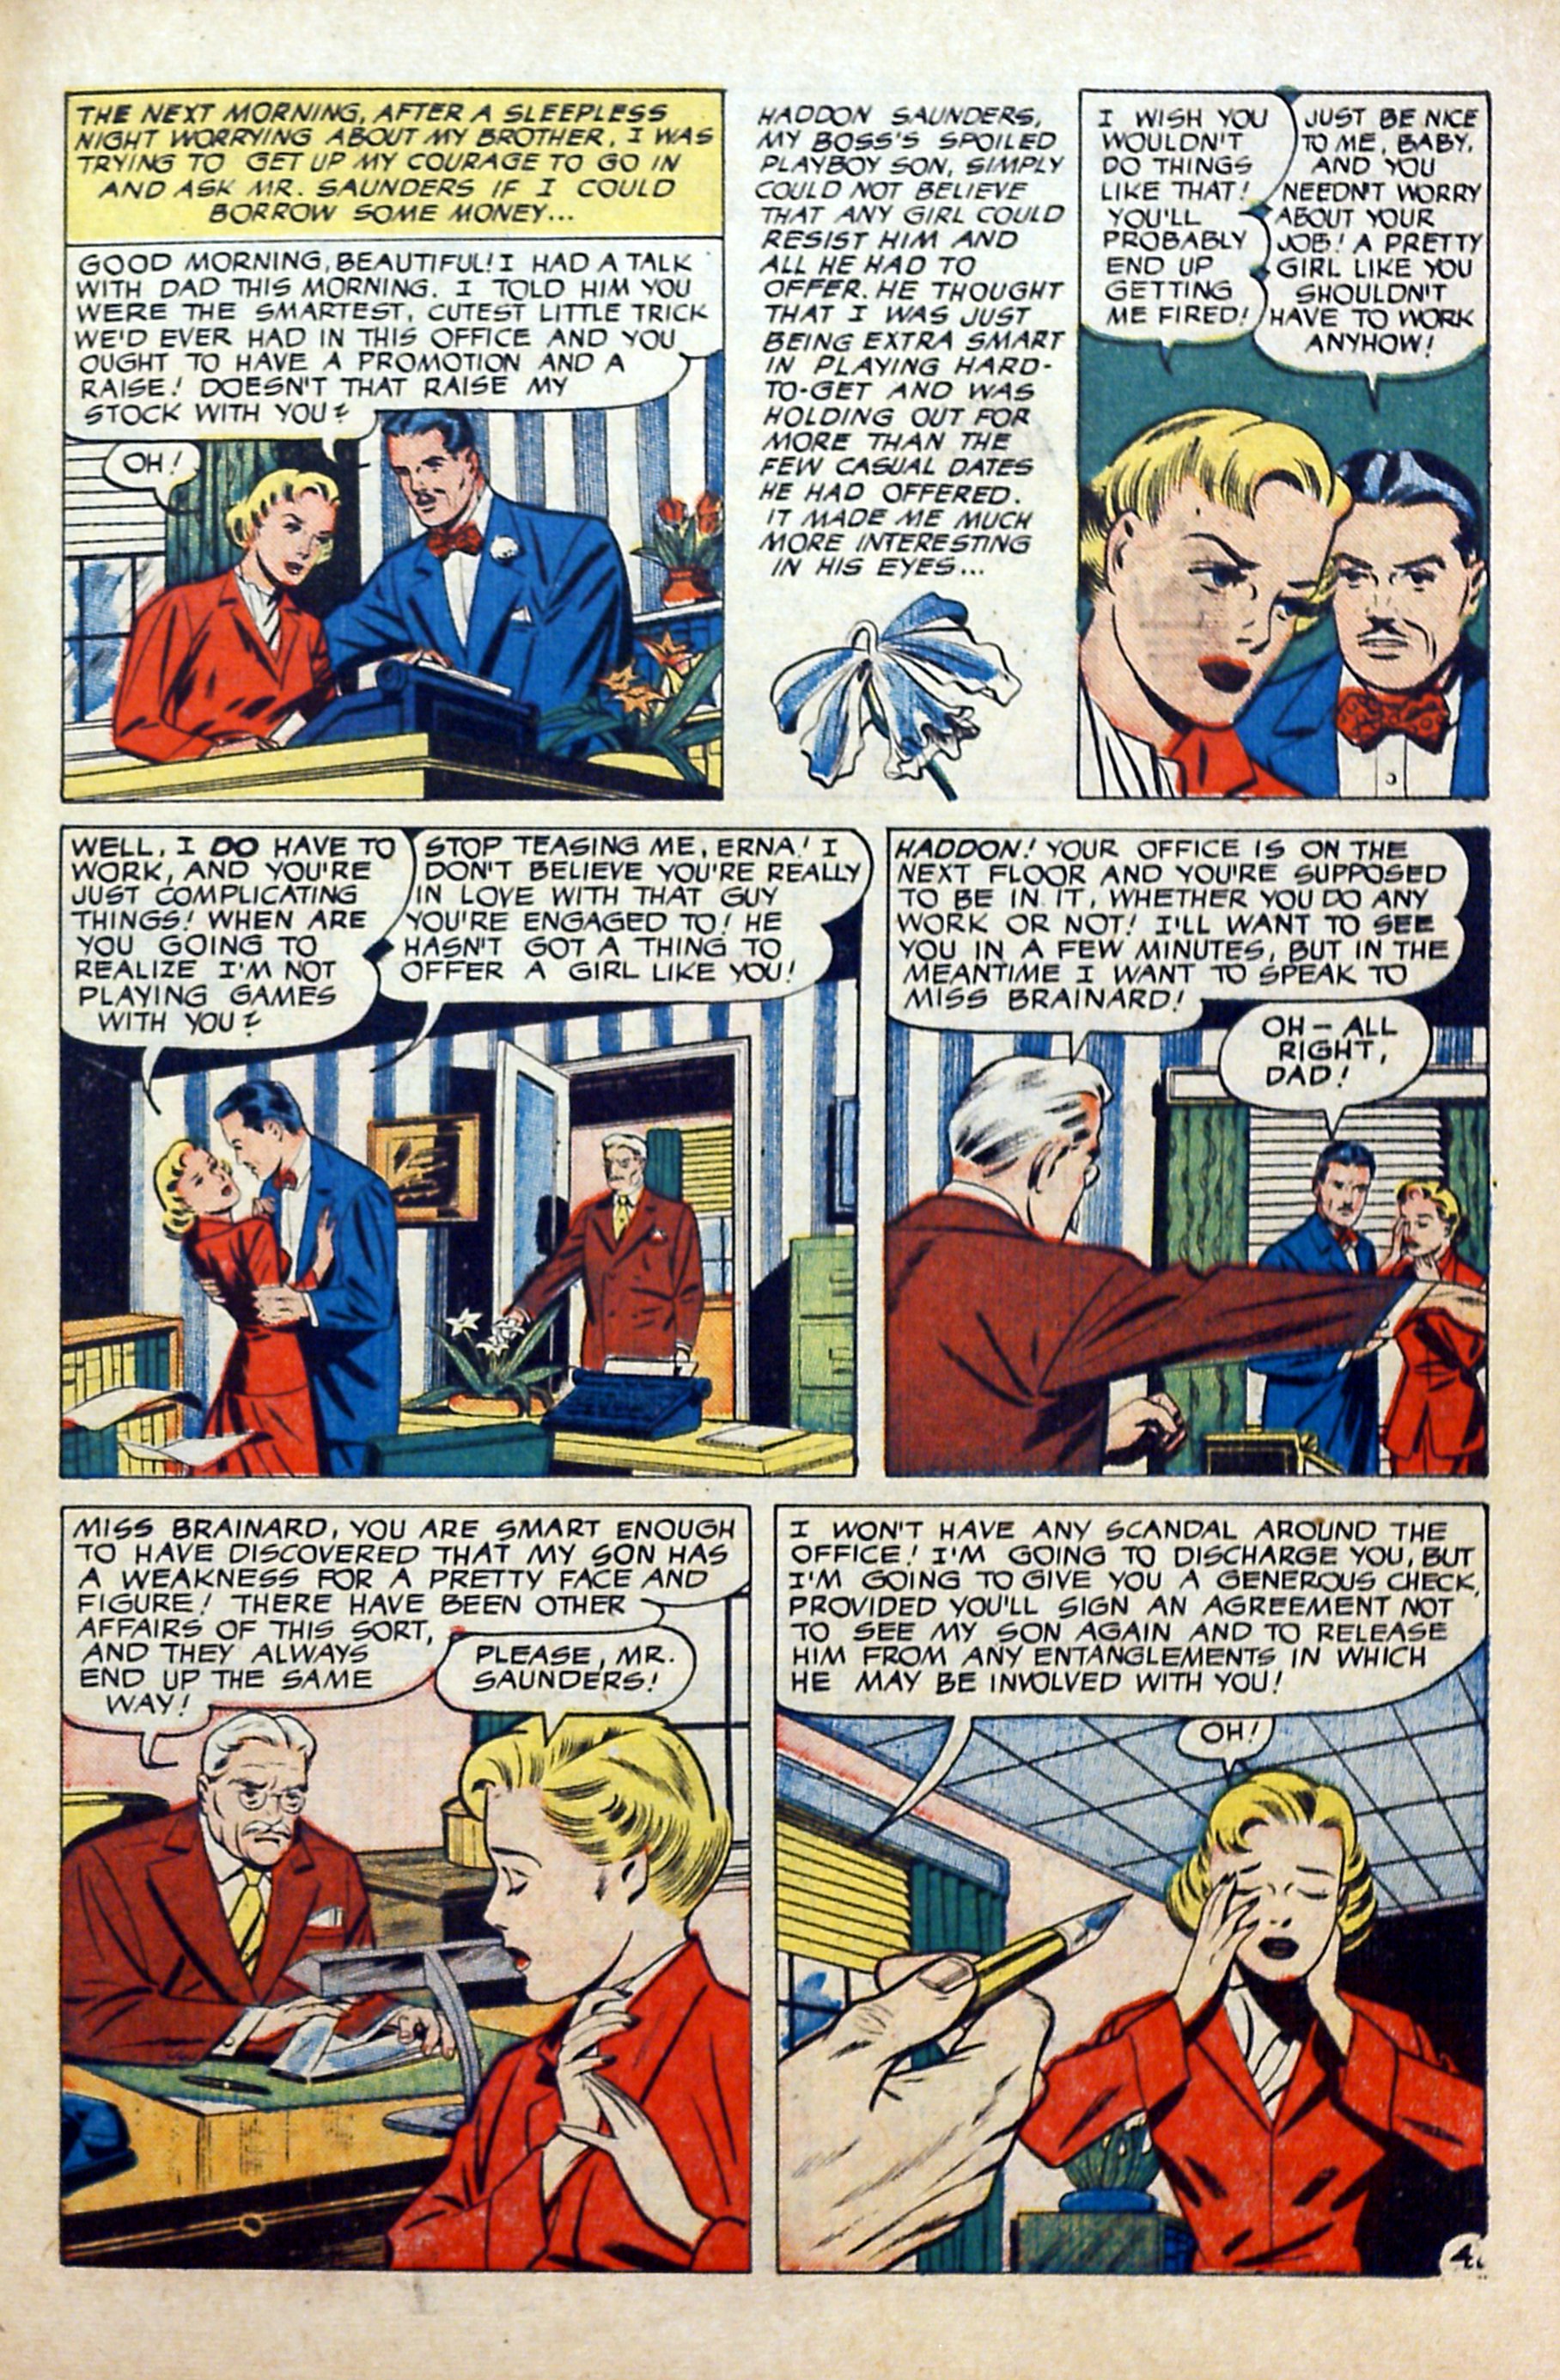 THE NEXT MORNING, AFTER A SLEEPLESS
NIGHT WORRYING ABOUT MY BROTHER, I WAS
TRYING TO GET UP MY COURAGE TO GO IN
AND ASK MR. SAUNDERS IF I COULD
BORROW SOME MONEY...
GOOD MORNING, BEAUTIFUL! I HAD A TALK
WITH DAD THIS MORNING. I TOLD HIM YOU
WERE THE SMARTEST, CUTEST LITTLE TRICK
WE'D EVER HAD IN THIS OFFICE AND YOU
OUGHT TO HAVE A PROMOTION AND A
RAISE! DOESN'T THAT RAISE MY
STOCK WITH YOU?
OH!
HADDON SAUNDERS,
MY BOSS'S SPOILED
PLAYBOY SON, SIMPLY
COULD NOT BELIEVE
THAT ANY GIRL COULD
RESIST HIM AND
ALL HE HAD TO
OFFER. HE THOUGHT
THAT I WAS JUST
BEING EXTRA SMART
IN PLAYING HARD-
TO-GET AND WAS
HOLDING OUT FOR
MORE THAN THE
FEW CASUAL DATES
HE HAD OFFERED.
IT MADE ME MUCH
MORE INTERESTING
IN HIS EYES...
I WISH YOU
WOULDN'T
DO THINGS
LIKE THAT!
YOU'LL
PROBABLY
END UP
GETTING
ME FIRED!
JUST BE NICE
TO ME, BABY,
AND YOU
NEEDN'T WORRY
ABOUT YOUR
JOB! A PRETTY
GIRL LIKE YOU
SHOULDN'T
HAVE TO WORK
ANYHOW!
WELL, I DO HAVE TO
WORK, AND YOU'RE
JUST COMPLICATING
THINGS! WHEN ARE
YOU GOING TO
REALIZE I'M NOT
PLAYING GAMES
WITH YOU?
STOP TEASING ME, ERNA! I
DON'T BELIEVE YOU'RE REALLY
IN LOVE WITH THAT GUY
YOU'RE ENGAGED TO! HE
HASN'T GOT A THING TO
OFFER A GIRL LIKE YOU!
HADDON! YOUR OFFICE IS ON THE
NEXT FLOOR AND YOU'RE SUPPOSED
TO BE IN IT, WHETHER YOU DO ANY
WORK OR NOT! I'LL WANT TO SEE
YOU IN A FEW MINUTES, BUT IN THE
MEANTIME I WANT TO SPEAK TO
MISS BRAINARD!
OH - ALL
RIGHT,
DAD!
MISS BRAINARD, YOU ARE SMART ENOUGH
TO HAVE DISCOVERED THAT MY SON HAS
A WEAKNESS FOR A PRETTY FACE AND
FIGURE! THERE HAVE BEEN OTHER
AFFAIRS OF THIS SORT,
AND THEY ALWAYS
END UP THE SAME
WAY!
PLEASE, MR.
SAUNDERS!
I WON'T HAVE ANY SCANDAL AROUND THE
OFFICE! I'M GOING TO DISCHARGE YOU, BUT
I'M GOING TO GIVE YOU A GENEROUS CHECK,
PROVIDED YOU'LL SIGN AN AGREEMENT NOT
TO SEE MY SON AGAIN AND TO RELEASE
HIM FROM ANY ENTANGLEMENTS IN WHICH
HE MAY BE INVOLVED WITH YOU!
OH!
4